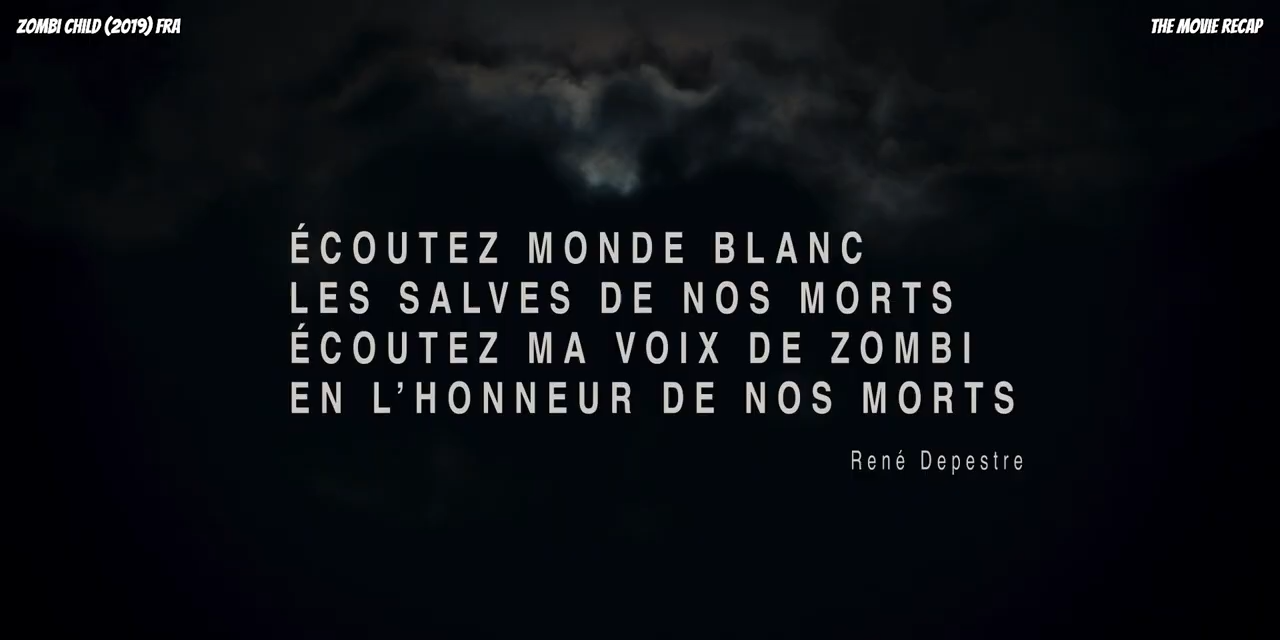 ZOMBI CHILD (2019) FRA
THE MOVIE RECAP
ÉCOUTEZ MONDE BLANC
LES SALVES DE NOS MORTS
ÉCOUTEZ MA VOIX DE ZOMBI
EN L’HONNEUR DE NOS MORTS
René Depestre